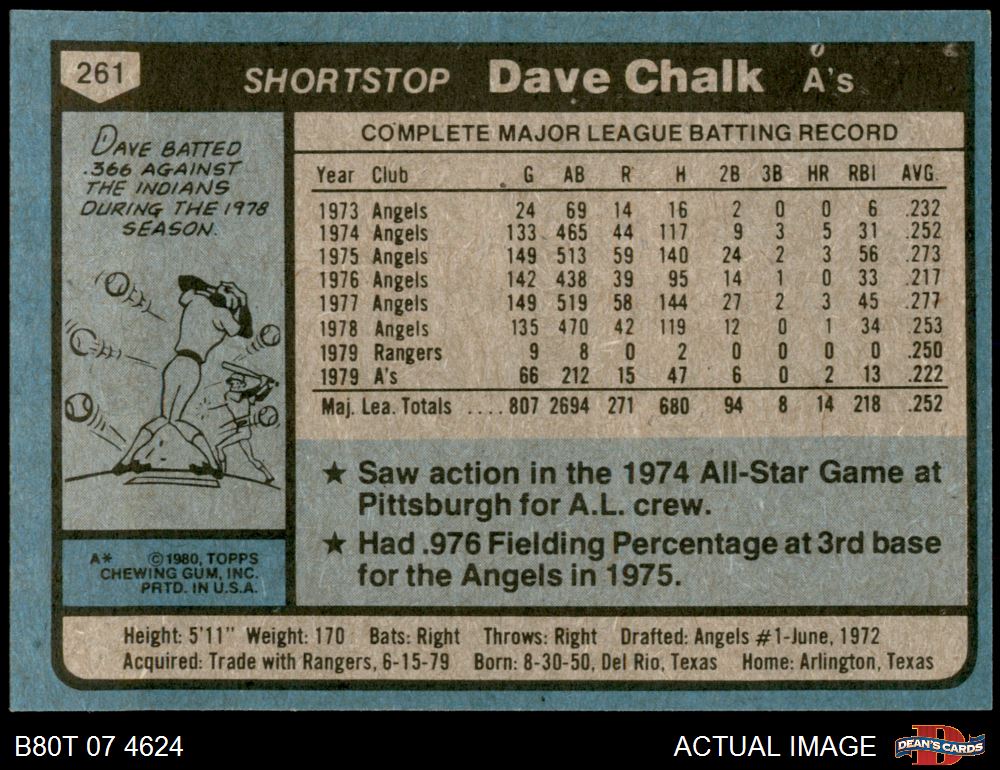 261 SHORTSTOP Dave Chalk A's
DAVE BATTED
.366 AGAINST
THE INDIANS
DURING THE 1978
SEASON.
A* ©1980, TOPPS
CHEWING GUM, INC.
PRTD. IN U.S.A.
COMPLETE MAJOR LEAGUE BATTING RECORD
Year Club G AB R H 2B 3B HR RBI AVG.
1973 Angels 24 69 14 16 2 0 0 6 .232
1974 Angels 133 465 44 117 9 3 5 31 .252
1975 Angels 149 513 59 140 24 2 3 56 .273
1976 Angels 142 438 39 95 14 1 0 33 .217
1977 Angels 149 519 58 144 27 2 3 45 .277
1978 Angels 135 470 42 119 12 0 1 34 .253
1979 Rangers 9 8 0 2 0 0 0 0 .250
1979 A's 66 212 15 47 6 0 2 13 .222
Maj. Lea. Totals .... 807 2694 271 680 94 8 14 218 .252
★ Saw action in the 1974 All-Star Game at
Pittsburgh for A.L. crew.
★ Had .976 Fielding Percentage at 3rd base
for the Angels in 1975.
Height: 5'11" Weight: 170 Bats: Right Throws: Right Drafted: Angels #1-June, 1972
Acquired: Trade with Rangers, 6-15-79 Born: 8-30-50, Del Rio, Texas Home: Arlington, Texas
B80T 07 4624
ACTUAL IMAGE
DEAN'S CARDS